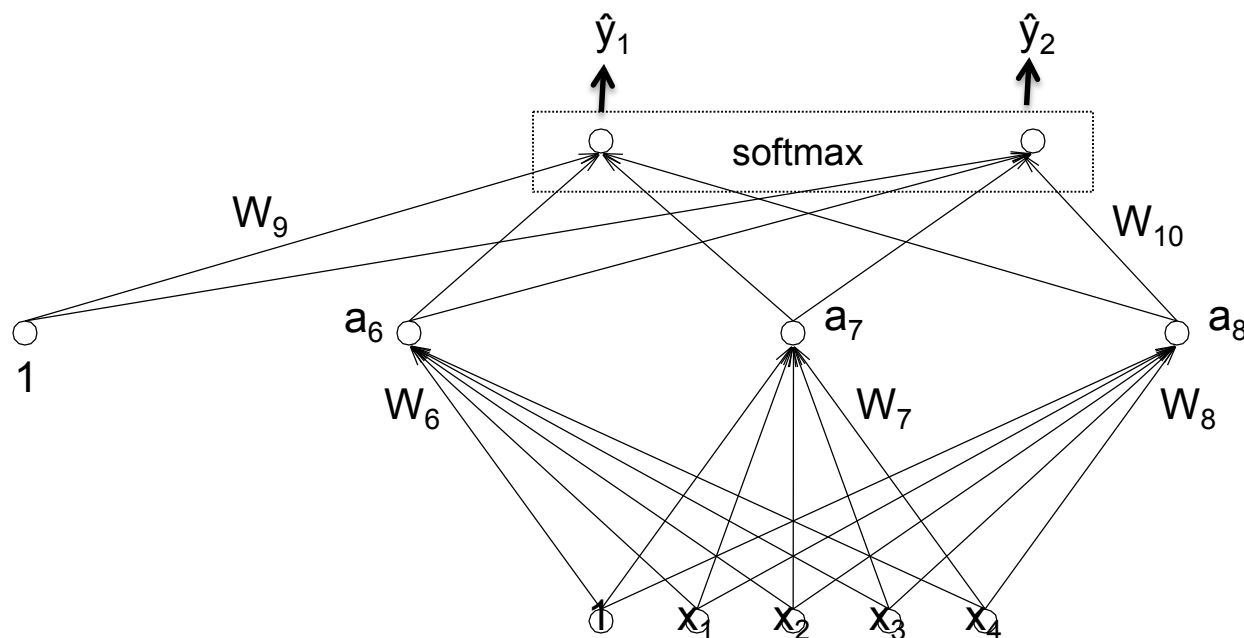 ŷ₁ ŷ₂
softmax
W₉ W₁₀
a₆ a₇ a₈
1
W₆ W₇ W₈
1 x₁ x₂ x₃ x₄